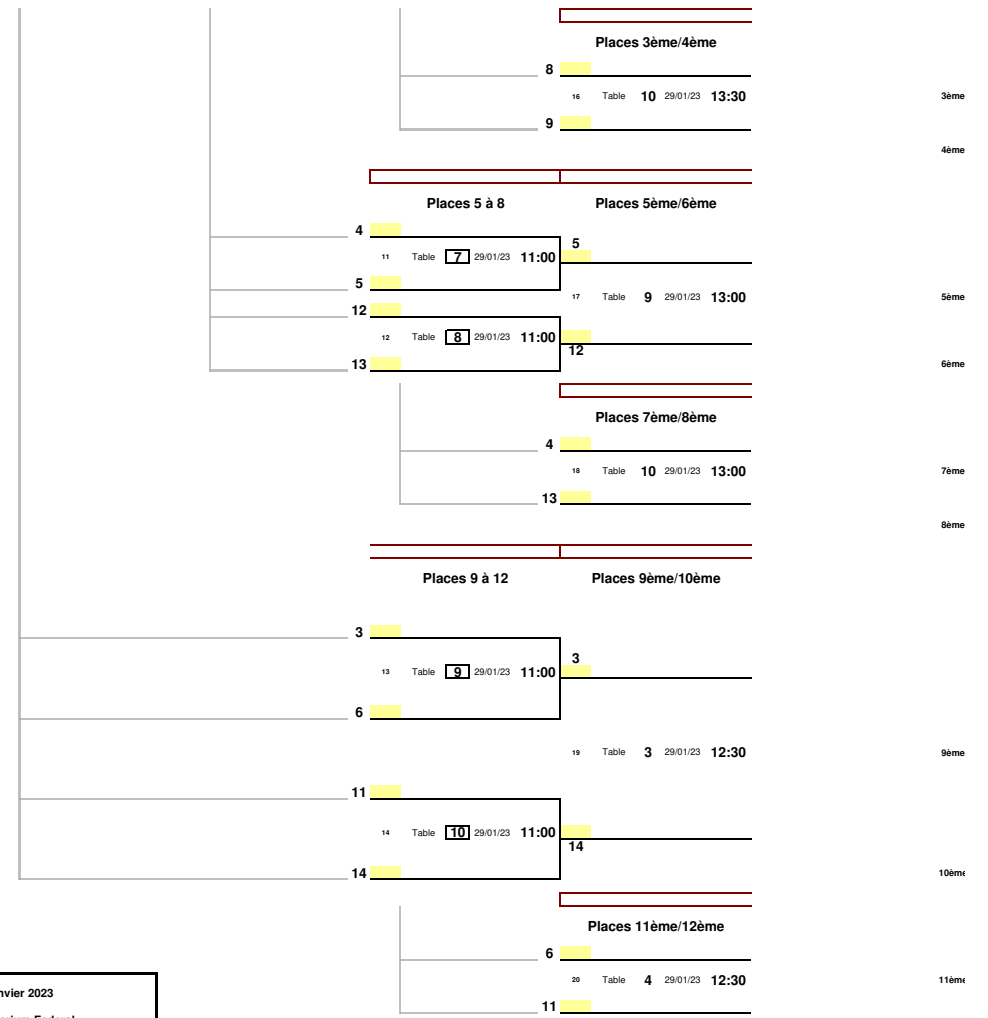 Places 3ème/4ème
8
16 Table 10 29/01/23 13:30 3ème
9
4ème
Places 5 à 8 Places 5ème/6ème
4
5
11 Table 7 29/01/23 11:00
5
17 Table 9 29/01/23 13:00 5ème
12
12 Table 8 29/01/23 11:00
12
13 6ème
Places 7ème/8ème
4
18 Table 10 29/01/23 13:00 7ème
13
8ème
Places 9 à 12 Places 9ème/10ème
3
3
13 Table 9 29/01/23 11:00
6
19 Table 3 29/01/23 12:30 9ème
11
14 Table 10 29/01/23 11:00
14
14 10ème
Places 11ème/12ème
6
20 Table 4 29/01/23 12:30 11ème
nvier 2023
11